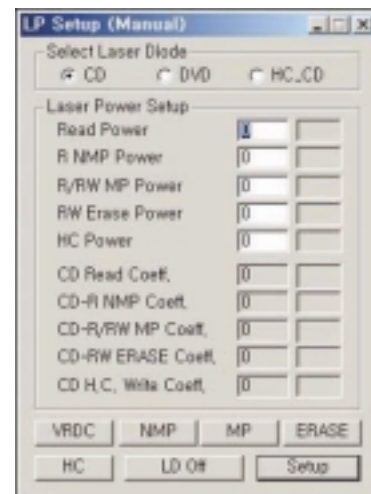 LP Setup (Manual)
Select Laser Diode
CD DVD HC_CD
Laser Power Setup
Read Power 0
R NMP Power 0
R/RW MP Power 0
RW Erase Power 0
HC Power 0
CD Read Coeff, 0
CD-R NMP Coeff, 0
CD-R/RW MP Coeff, 0
CD-RW ERASE Coeff, 0
CD H,C, Write Coeff, 0
VRDC NMP MP ERASE
HC LD Off Setup